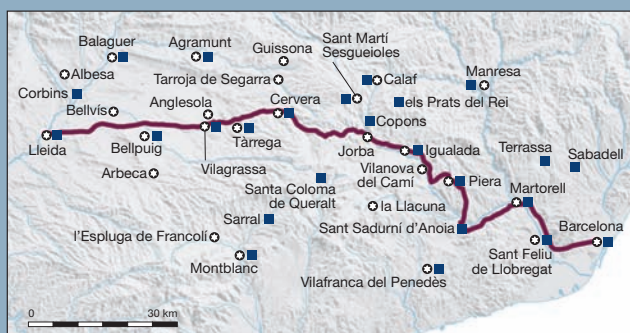 Balaguer
Agramunt
Guissona
Sant Martí
Sesgueioles
Albesa
Tarroja de Segarra
Calaf
Manresa
Corbins
els Prats del Rei
Bellvís
Anglesola
Cervera
Copons
Lleida
Bellpuig
Tàrrega
Jorba
Igualada
Terrassa
Sabadell
Vilagrassa
Arbeca
Vilanova
del Camí
Piera
Santa Coloma
de Queralt
Martorell
la Llacuna
Sarral
Sant Sadurní d'Anoia
Barcelona
l'Espluga de Francolí
Sant Feliu
de Llobregat
Montblanc
Vilafranca del Penedès
0 30 km